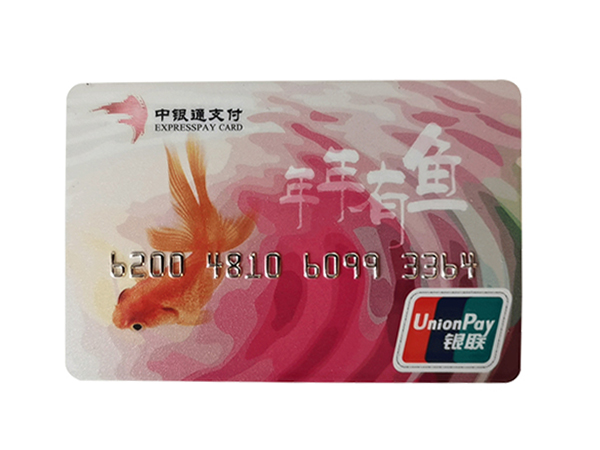 中银通支付
EXPRESSPAY CARD
年年有鱼
6200 4810 6099 3364
UnionPay
银联